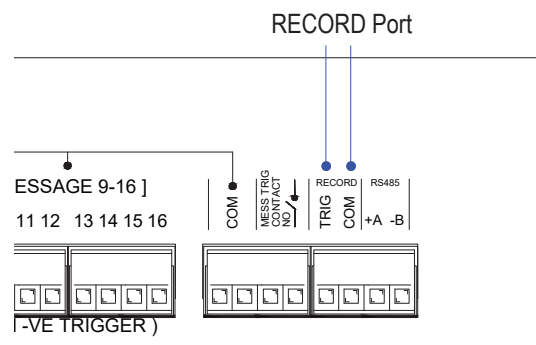 RECORD Port
ESSAGE 9-16 ]
11 12 13 14 15 16
COM
MESS TRIG
CONTACT
NO
RECORD
TRIG
COM
RS485
+A -B
-VE TRIGGER )